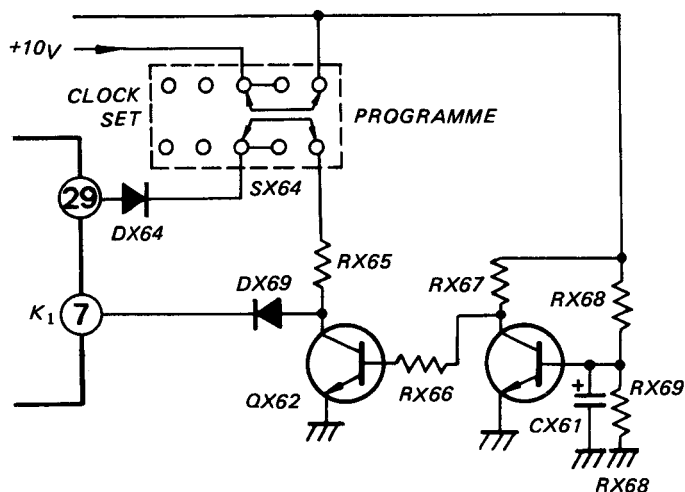 +10V
CLOCK
SET
PROGRAMME
SX64
29
DX64
RX65
DX69
RX67
RX68
K1
7
QX62
RX66
+
CX61
RX69
RX68